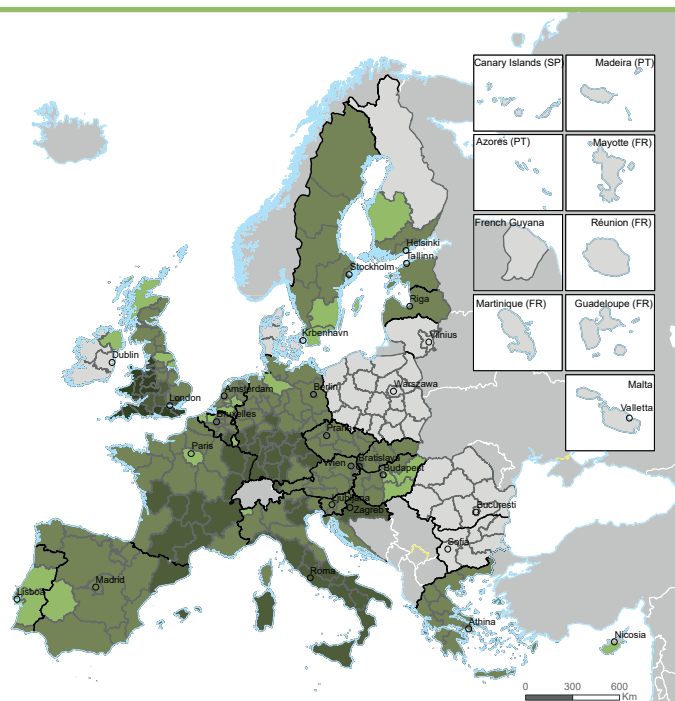 Canary Islands (SP)
Madeira (PT)
Azores (PT)
Mayotte (FR)
French Guyana
Réunion (FR)
Martinique (FR)
Guadeloupe (FR)
Malta
Valletta
Helsinki
Tallinn
Stockholm
Riga
Krbenhavn
Vilnius
Dublin
Amsterdam
Berlin
Warszawa
London
Bruxelles
Praha
Paris
Wien
Bratislava
Budapest
Ljubljana
Zagreb
Bucuresti
Sofia
Roma
Madrid
Lisboa
Athina
Nicosia
0 300 600
Km